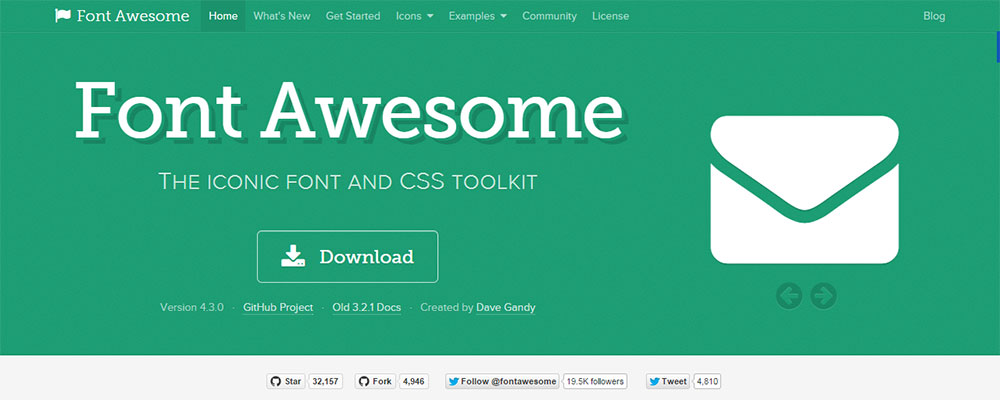 Font Awesome Home What's New Get Started Icons Examples Community License Blog
Font Awesome
THE ICONIC FONT AND CSS TOOLKIT
Download
Version 4.3.0 · GitHub Project · Old 3.2.1 Docs · Created by Dave Gandy
Star 32,157 Fork 4,946 Follow @fontawesome 19.5K followers Tweet 4,810